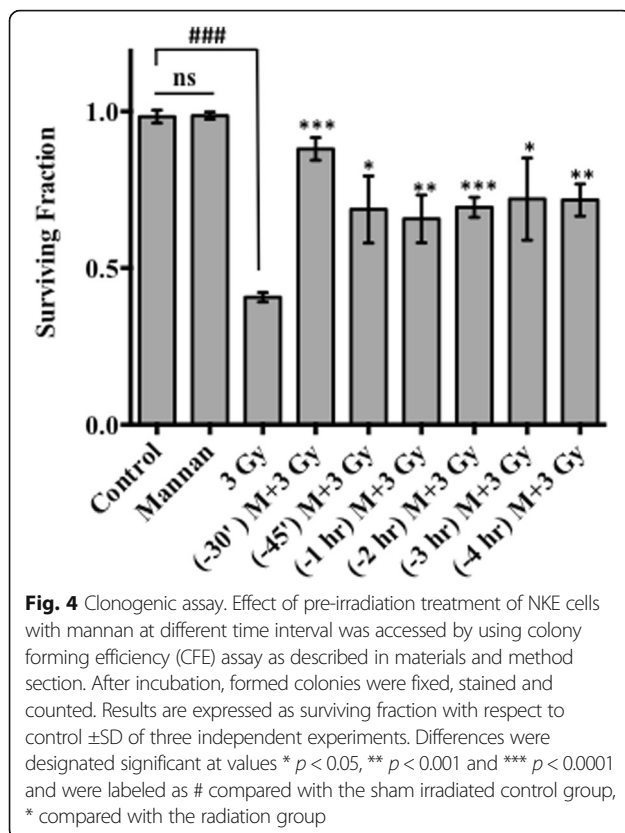 ###
ns
***
*
**
***
*
**
1.0
0.5
0.0
Surviving Fraction
Control
Mannan
3 Gy
(-30') M+3 Gy
(-45') M+3 Gy
(-1 hr) M+3 Gy
(-2 hr) M+3 Gy
(-3 hr) M+3 Gy
(-4 hr) M+3 Gy
Fig. 4 Clonogenic assay. Effect of pre-irradiation treatment of NKE cells
with mannan at different time interval was accessed by using colony
forming efficiency (CFE) assay as described in materials and method
section. After incubation, formed colonies were fixed, stained and
counted. Results are expressed as surviving fraction with respect to
control ±SD of three independent experiments. Differences were
designated significant at values * p < 0.05, ** p < 0.001 and *** p < 0.0001
and were labeled as # compared with the sham irradiated control group,
* compared with the radiation group